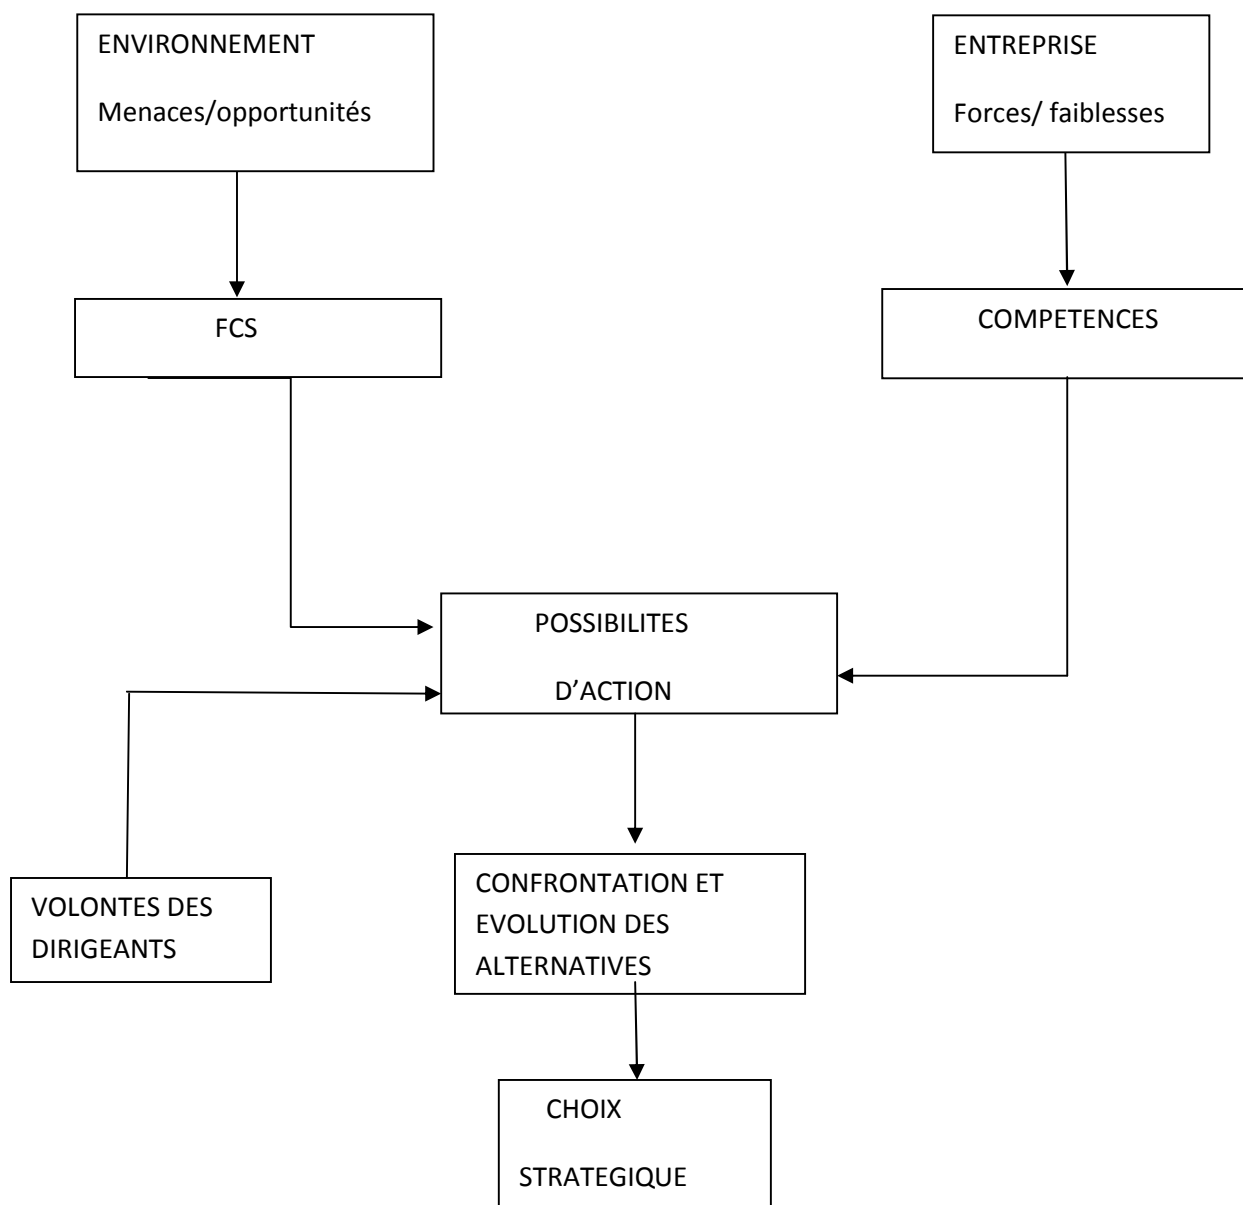 ENVIRONNEMENT
Menaces/opportunités
ENTREPRISE
Forces/ faiblesses
FCS
COMPETENCES
POSSIBILITES
D’ACTION
VOLONTES DES
DIRIGEANTS
CONFRONTATION ET
EVOLUTION DES
ALTERNATIVES
CHOIX
STRATEGIQUE